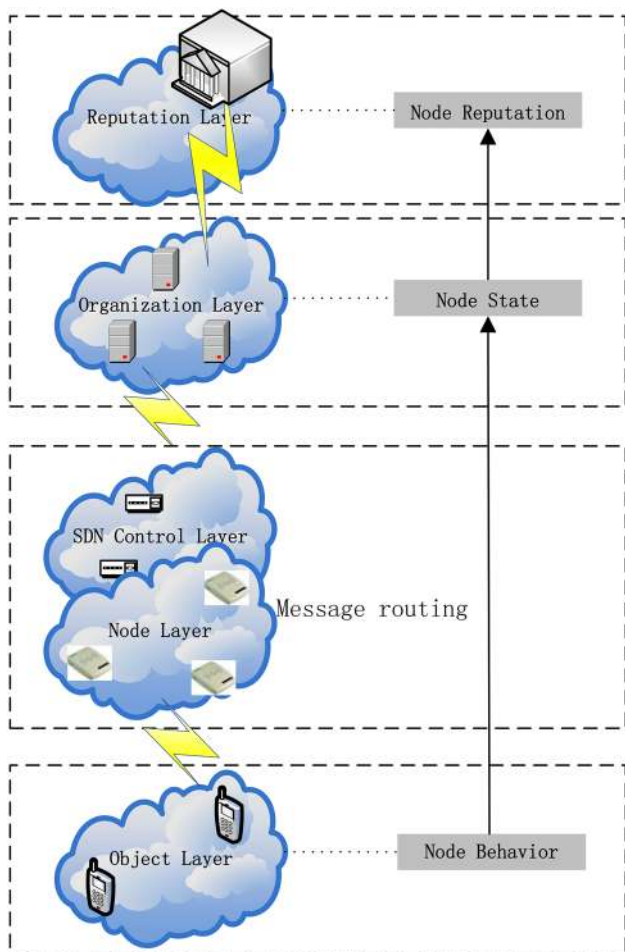 Reputation Layer
Node Reputation
Organization Layer
Node State
SDN Control Layer
Node Layer
Message routing
Object Layer
Node Behavior